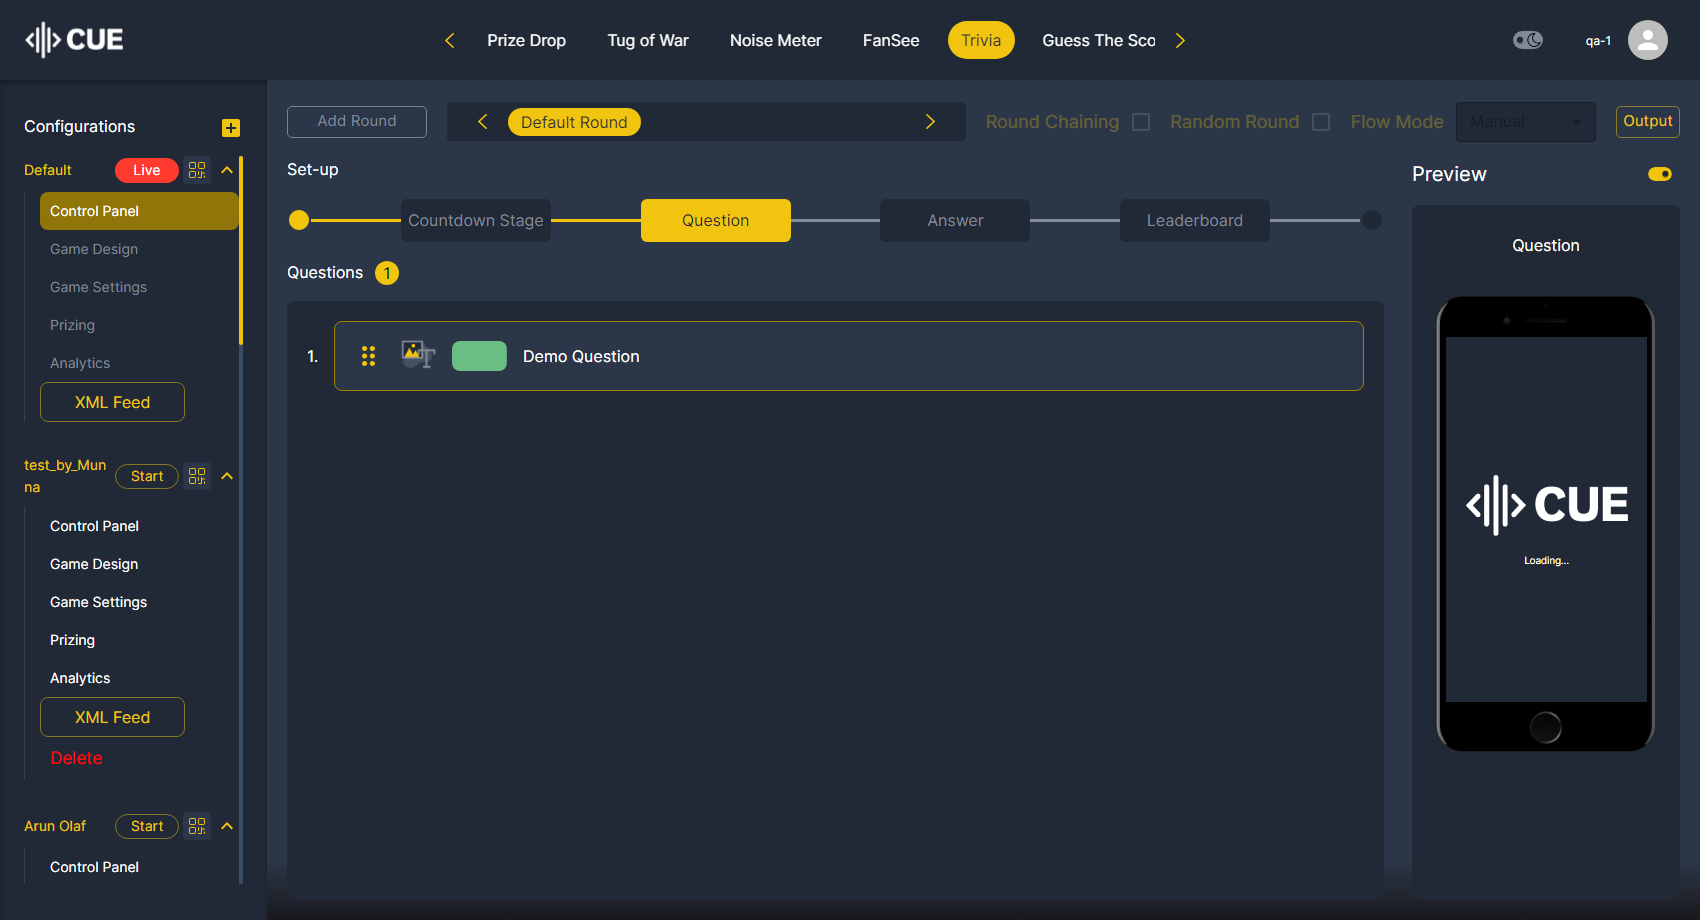 CUE
Prize Drop
Tug of War
Noise Meter
FanSee
Trivia
Guess The Sco
qa-1
Configurations
Default
Live
Control Panel
Game Design
Game Settings
Prizing
Analytics
XML Feed
test_by_Mun
na
Start
Control Panel
Game Design
Game Settings
Prizing
Analytics
XML Feed
Delete
Arun Olaf
Start
Control Panel
Add Round
Default Round
Round Chaining
Random Round
Flow Mode
Manual
Output
Set-up
Countdown Stage
Question
Answer
Leaderboard
Questions 1
1.
Demo Question
Preview
Question
CUE
Loading...